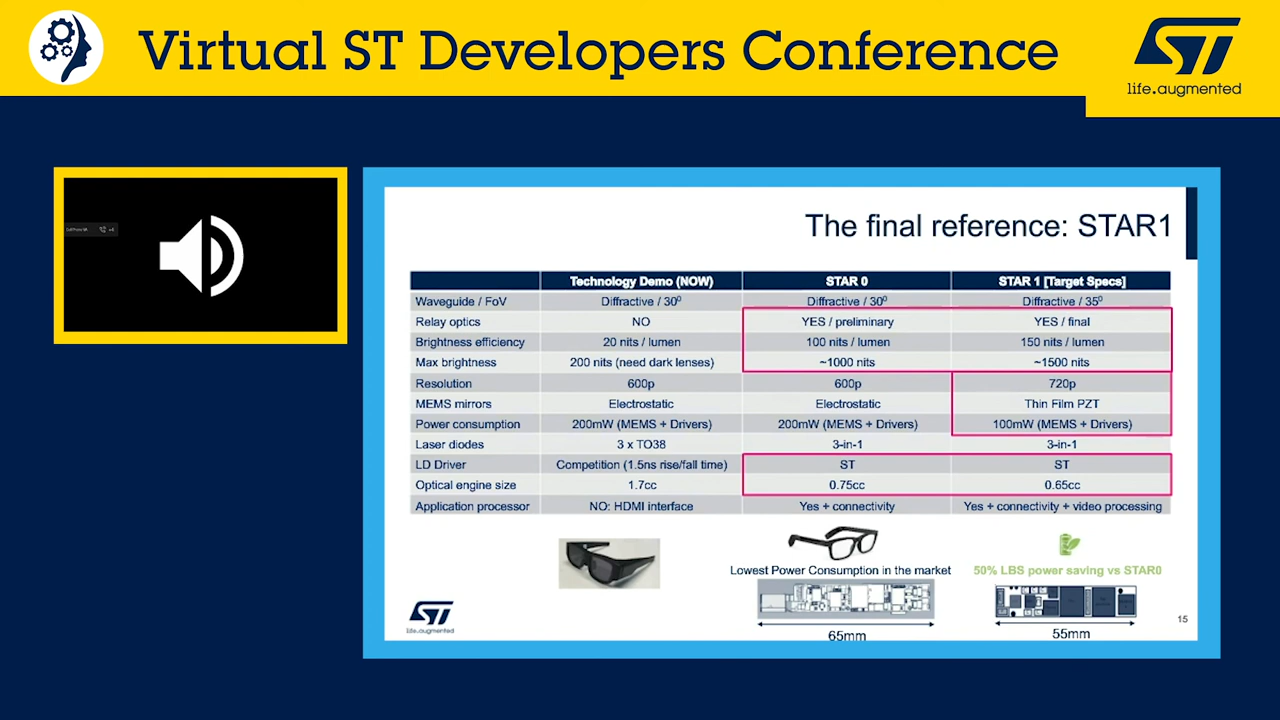 Virtual ST Developers Conference
ST
life.augmented
The final reference: STAR1
Technology Demo (NOW) STAR 0 STAR 1 [Target Specs]
Waveguide / FoV Diffractive / 30⁰ Diffractive / 30⁰ Diffractive / 35⁰
Relay optics NO YES / preliminary YES / final
Brightness efficiency 20 nits / lumen 100 nits / lumen 150 nits / lumen
Max brightness 200 nits (need dark lenses) ~1000 nits ~1500 nits
Resolution 600p 600p 720p
MEMS mirrors Electrostatic Electrostatic Thin Film PZT
Power consumption 200mW (MEMS + Drivers) 200mW (MEMS + Drivers) 100mW (MEMS + Drivers)
Laser diodes 3 x TO38 3-in-1 3-in-1
LD Driver Competition (1.5ns rise/fall time) ST ST
Optical engine size 1.7cc 0.75cc 0.65cc
Application processor NO: HDMI interface Yes + connectivity Yes + connectivity + video processing
Lowest Power Consumption in the market 50% LBS power saving vs STAR0
65mm 55mm
ST
life.augmented
15